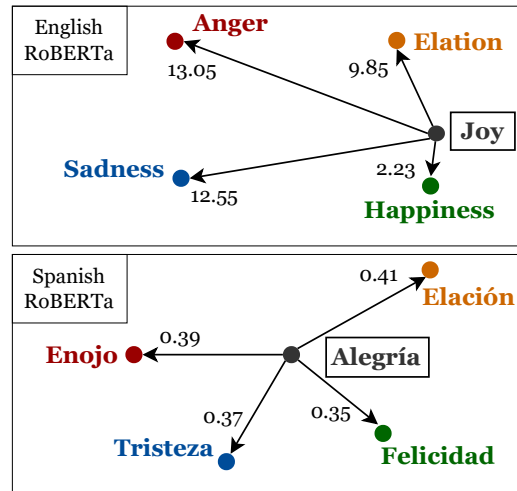 English
RoBERTa
Anger
Elation
13.05
9.85
Joy
Sadness
2.23
12.55
Happiness
Spanish
RoBERTa
0.41
Elación
0.39
Enojo
Alegría
0.37
0.35
Tristeza
Felicidad